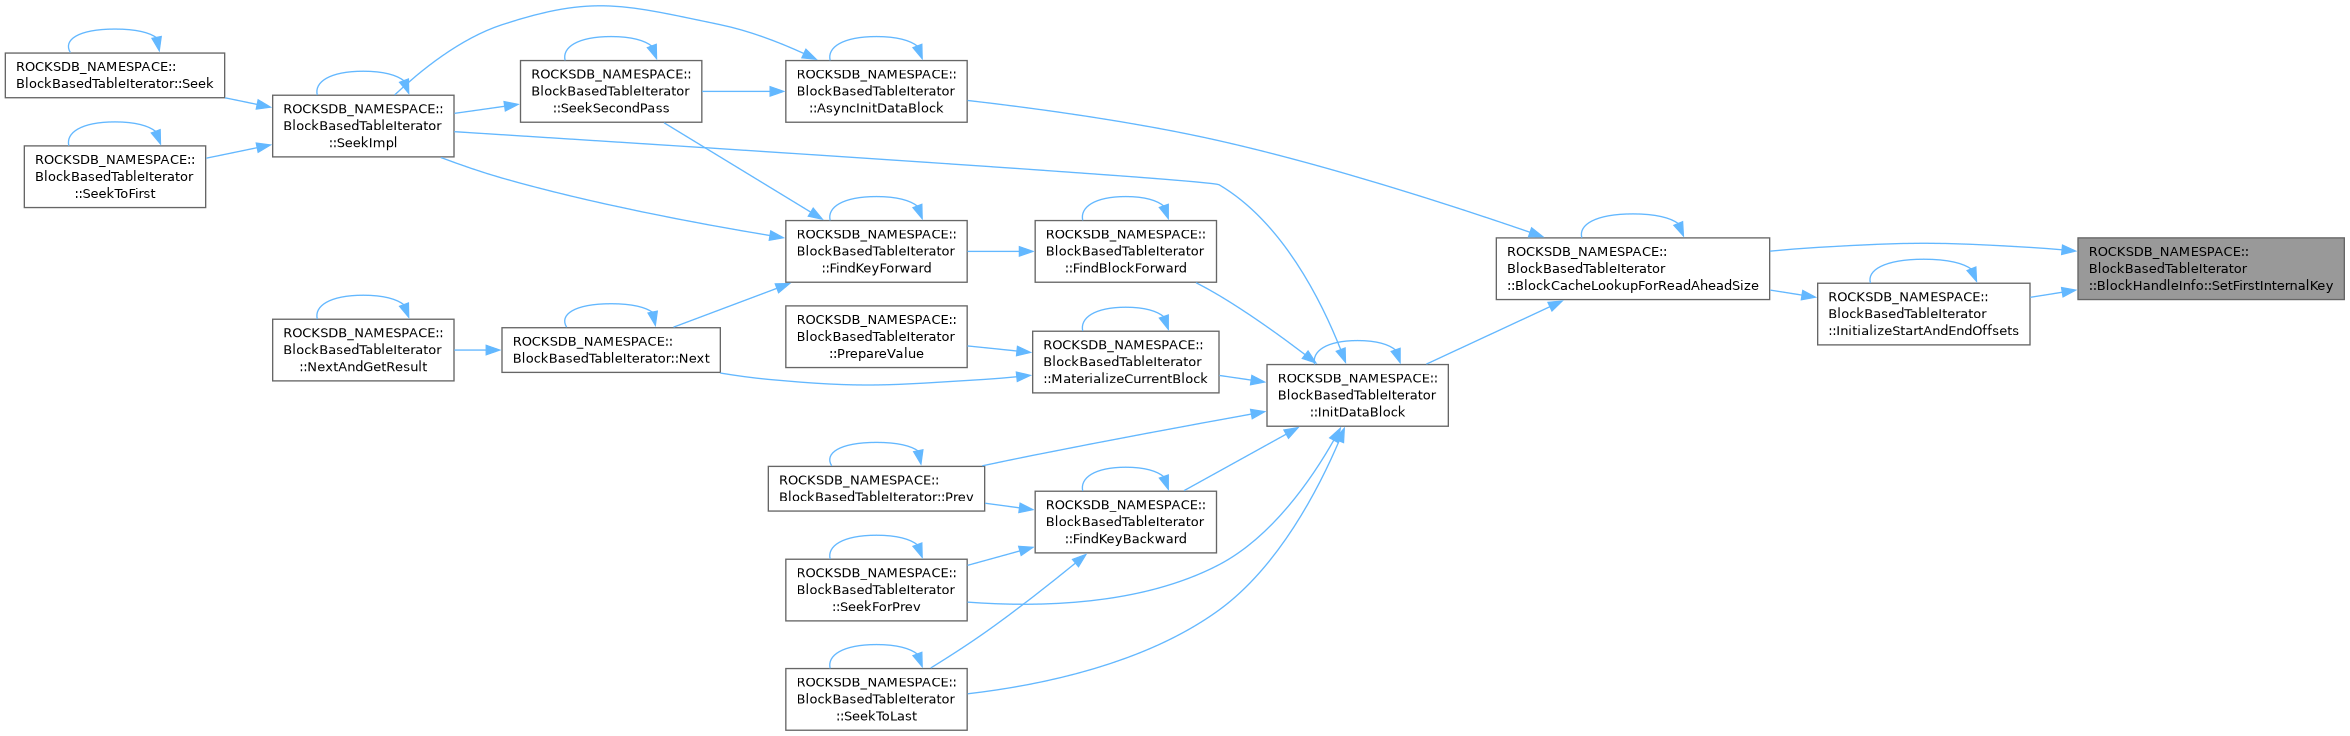 ROCKSDB_NAMESPACE::
BlockBasedTableIterator::Seek
ROCKSDB_NAMESPACE::
BlockBasedTableIterator
::SeekToFirst
ROCKSDB_NAMESPACE::
BlockBasedTableIterator
::SeekImpl
ROCKSDB_NAMESPACE::
BlockBasedTableIterator
::NextAndGetResult
ROCKSDB_NAMESPACE::
BlockBasedTableIterator
::SeekSecondPass
ROCKSDB_NAMESPACE::
BlockBasedTableIterator::Next
ROCKSDB_NAMESPACE::
BlockBasedTableIterator
::AsyncInitDataBlock
ROCKSDB_NAMESPACE::
BlockBasedTableIterator
::FindKeyForward
ROCKSDB_NAMESPACE::
BlockBasedTableIterator
::PrepareValue
ROCKSDB_NAMESPACE::
BlockBasedTableIterator::Prev
ROCKSDB_NAMESPACE::
BlockBasedTableIterator
::SeekForPrev
ROCKSDB_NAMESPACE::
BlockBasedTableIterator
::SeekToLast
ROCKSDB_NAMESPACE::
BlockBasedTableIterator
::FindBlockForward
ROCKSDB_NAMESPACE::
BlockBasedTableIterator
::MaterializeCurrentBlock
ROCKSDB_NAMESPACE::
BlockBasedTableIterator
::FindKeyBackward
ROCKSDB_NAMESPACE::
BlockBasedTableIterator
::InitDataBlock
ROCKSDB_NAMESPACE::
BlockBasedTableIterator
::BlockCacheLookupForReadAheadSize
ROCKSDB_NAMESPACE::
BlockBasedTableIterator
::InitializeStartAndEndOffsets
ROCKSDB_NAMESPACE::
BlockBasedTableIterator
::BlockHandleInfo::SetFirstInternalKey